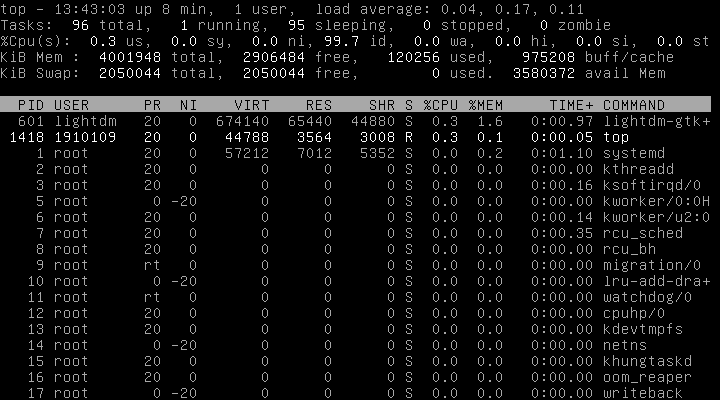 top - 13:43:03 up 8 min,  1 user,  load average: 0.04, 0.17, 0.11
Tasks:  96 total,   1 running,  95 sleeping,   0 stopped,   0 zombie
%Cpu(s):  0.3 us,  0.0 sy,  0.0 ni, 99.7 id,  0.0 wa,  0.0 hi,  0.0 si,  0.0 st
KiB Mem :  4001948 total,  2906484 free,   120256 used,   975208 buff/cache
KiB Swap:  2050044 total,  2050044 free,        0 used.  3580372 avail Mem
PID USER      PR  NI    VIRT    RES    SHR S %CPU %MEM     TIME+ COMMAND
601 lightdm   20   0  674140  65440  44880 S  0.3  1.6   0:00.97 lightdm-gtk+
1418 1910109   20   0   44788   3564   3008 R  0.3  0.1   0:00.05 top
1 root      20   0   57212   7012   5352 S  0.0  0.2   0:01.10 systemd
2 root      20   0       0      0      0 S  0.0  0.0   0:00.00 kthreadd
3 root      20   0       0      0      0 S  0.0  0.0   0:00.16 ksoftirqd/0
5 root       0 -20       0      0      0 S  0.0  0.0   0:00.00 kworker/0:0H
6 root      20   0       0      0      0 S  0.0  0.0   0:00.14 kworker/u2:0
7 root      20   0       0      0      0 S  0.0  0.0   0:00.35 rcu_sched
8 root      20   0       0      0      0 S  0.0  0.0   0:00.00 rcu_bh
9 root      rt   0       0      0      0 S  0.0  0.0   0:00.00 migration/0
10 root       0 -20       0      0      0 S  0.0  0.0   0:00.00 lru-add-dra+
11 root      rt   0       0      0      0 S  0.0  0.0   0:00.00 watchdog/0
12 root      20   0       0      0      0 S  0.0  0.0   0:00.00 cpuhp/0
13 root      20   0       0      0      0 S  0.0  0.0   0:00.00 kdevtmpfs
14 root       0 -20       0      0      0 S  0.0  0.0   0:00.00 netns
15 root      20   0       0      0      0 S  0.0  0.0   0:00.00 khungtaskd
16 root      20   0       0      0      0 S  0.0  0.0   0:00.00 oom_reaper
17 root       0 -20       0      0      0 S  0.0  0.0   0:00.00 writeback